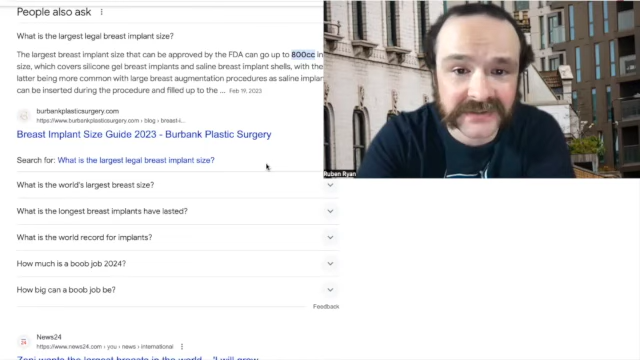 People also ask
What is the largest legal breast implant size?
The largest breast implant size that can be approved by the FDA can go up to 800cc in
size, which covers silicone gel breast implants and saline breast implant shells, with the
latter being more common with large breast augmentation procedures as saline implan
can be inserted during the procedure and filled up to the ... Feb 19, 2023
burbankplasticsurgery.com
https://www.burbankplasticsurgery.com › blog › breast-i...
Breast Implant Size Guide 2023 - Burbank Plastic Surgery
Search for: What is the largest legal breast implant size?
What is the world's largest breast size?
What is the longest breast implants have lasted?
What is the world record for implants?
How much is a boob job 2024?
How big can a boob job be?
Feedback
24
News24
https://www.news24.com › you › news › international
Ruben Ryan